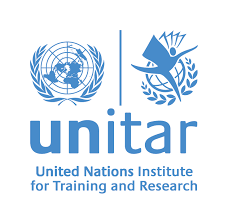 unitar
United Nations Institute
for Training and Research